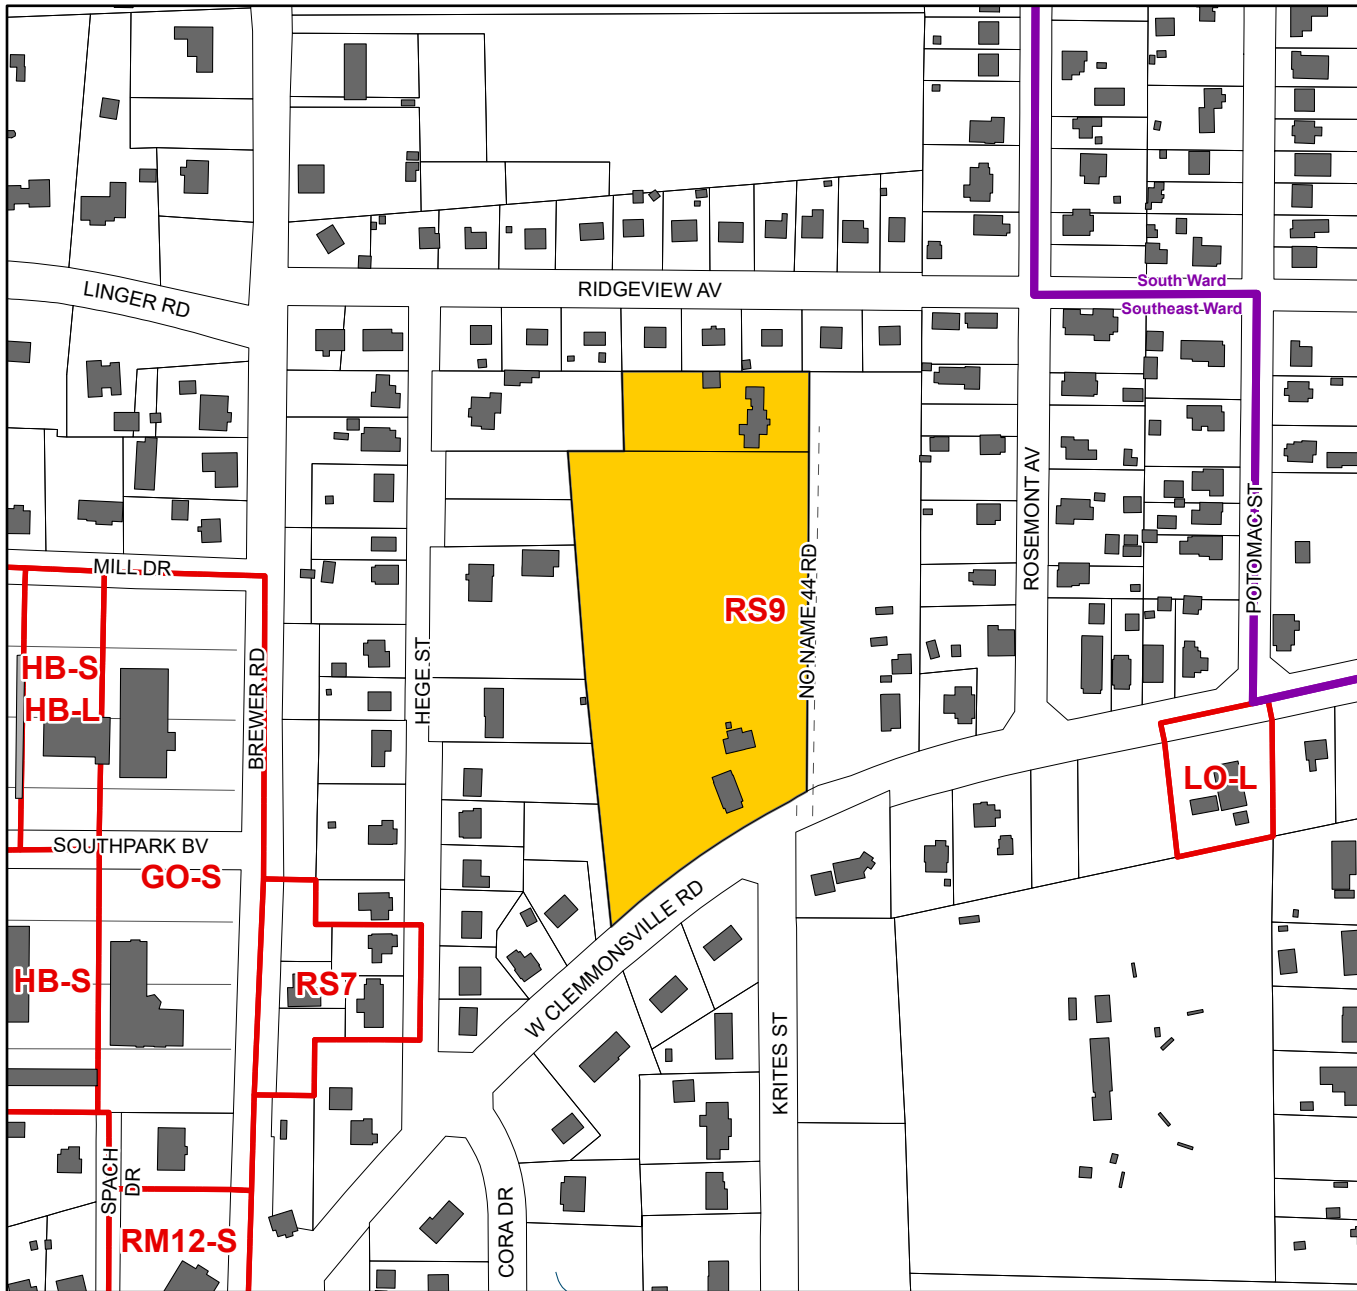 South Ward
LINGER RD
RIDGEVIEW AV
Southeast Ward
ROSEMONT AV
POTOMAC ST
MILL DR
NO NAME 44 RD
RS9
HEGE ST
BREWER RD
HB-S
HB-L
LO-L
SOUTHPARK BV
GO-S
W CLEMMONSVILLE RD
HB-S
RS7
KRITES ST
SPACH
DR
CORA DR
RM12-S